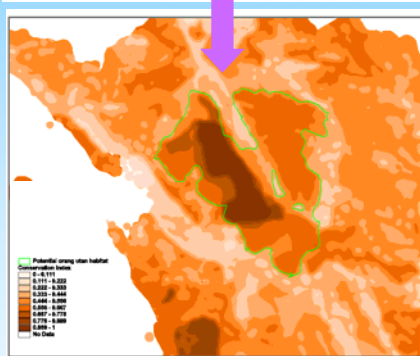 Potential orang utan habitat
Conservation Index
0 - 0.111
0.111 - 0.222
0.222 - 0.333
0.333 - 0.444
0.444 - 0.556
0.556 - 0.667
0.667 - 0.778
0.778 - 0.889
0.889 - 1
No Data